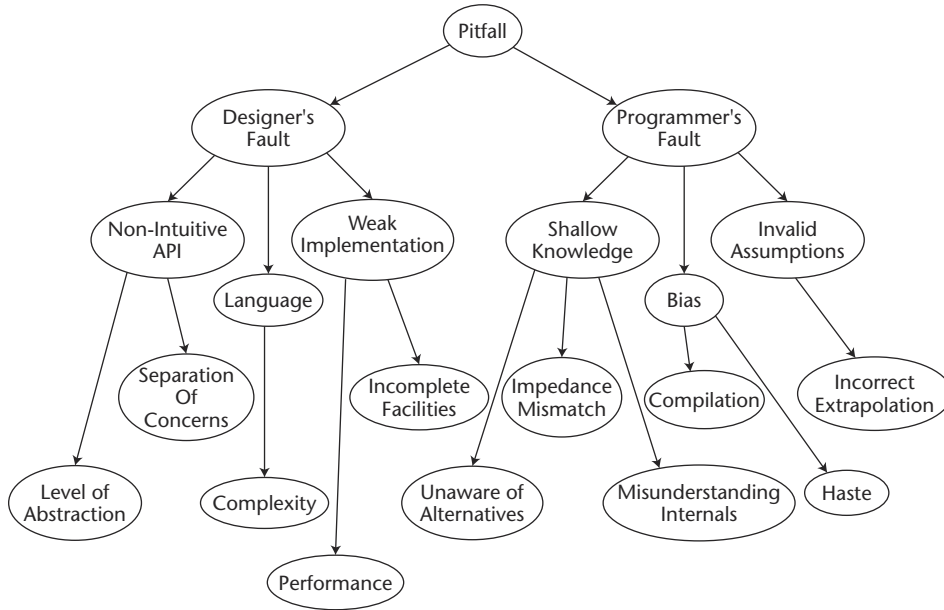 Pitfall
Designer's
Fault
Programmer's
Fault
Non-Intuitive
API
Weak
Implementation
Shallow
Knowledge
Invalid
Assumptions
Language
Bias
Separation
Of
Concerns
Incomplete
Facilities
Impedance
Mismatch
Compilation
Incorrect
Extrapolation
Level of
Abstraction
Complexity
Unaware of
Alternatives
Misunderstanding
Internals
Haste
Performance